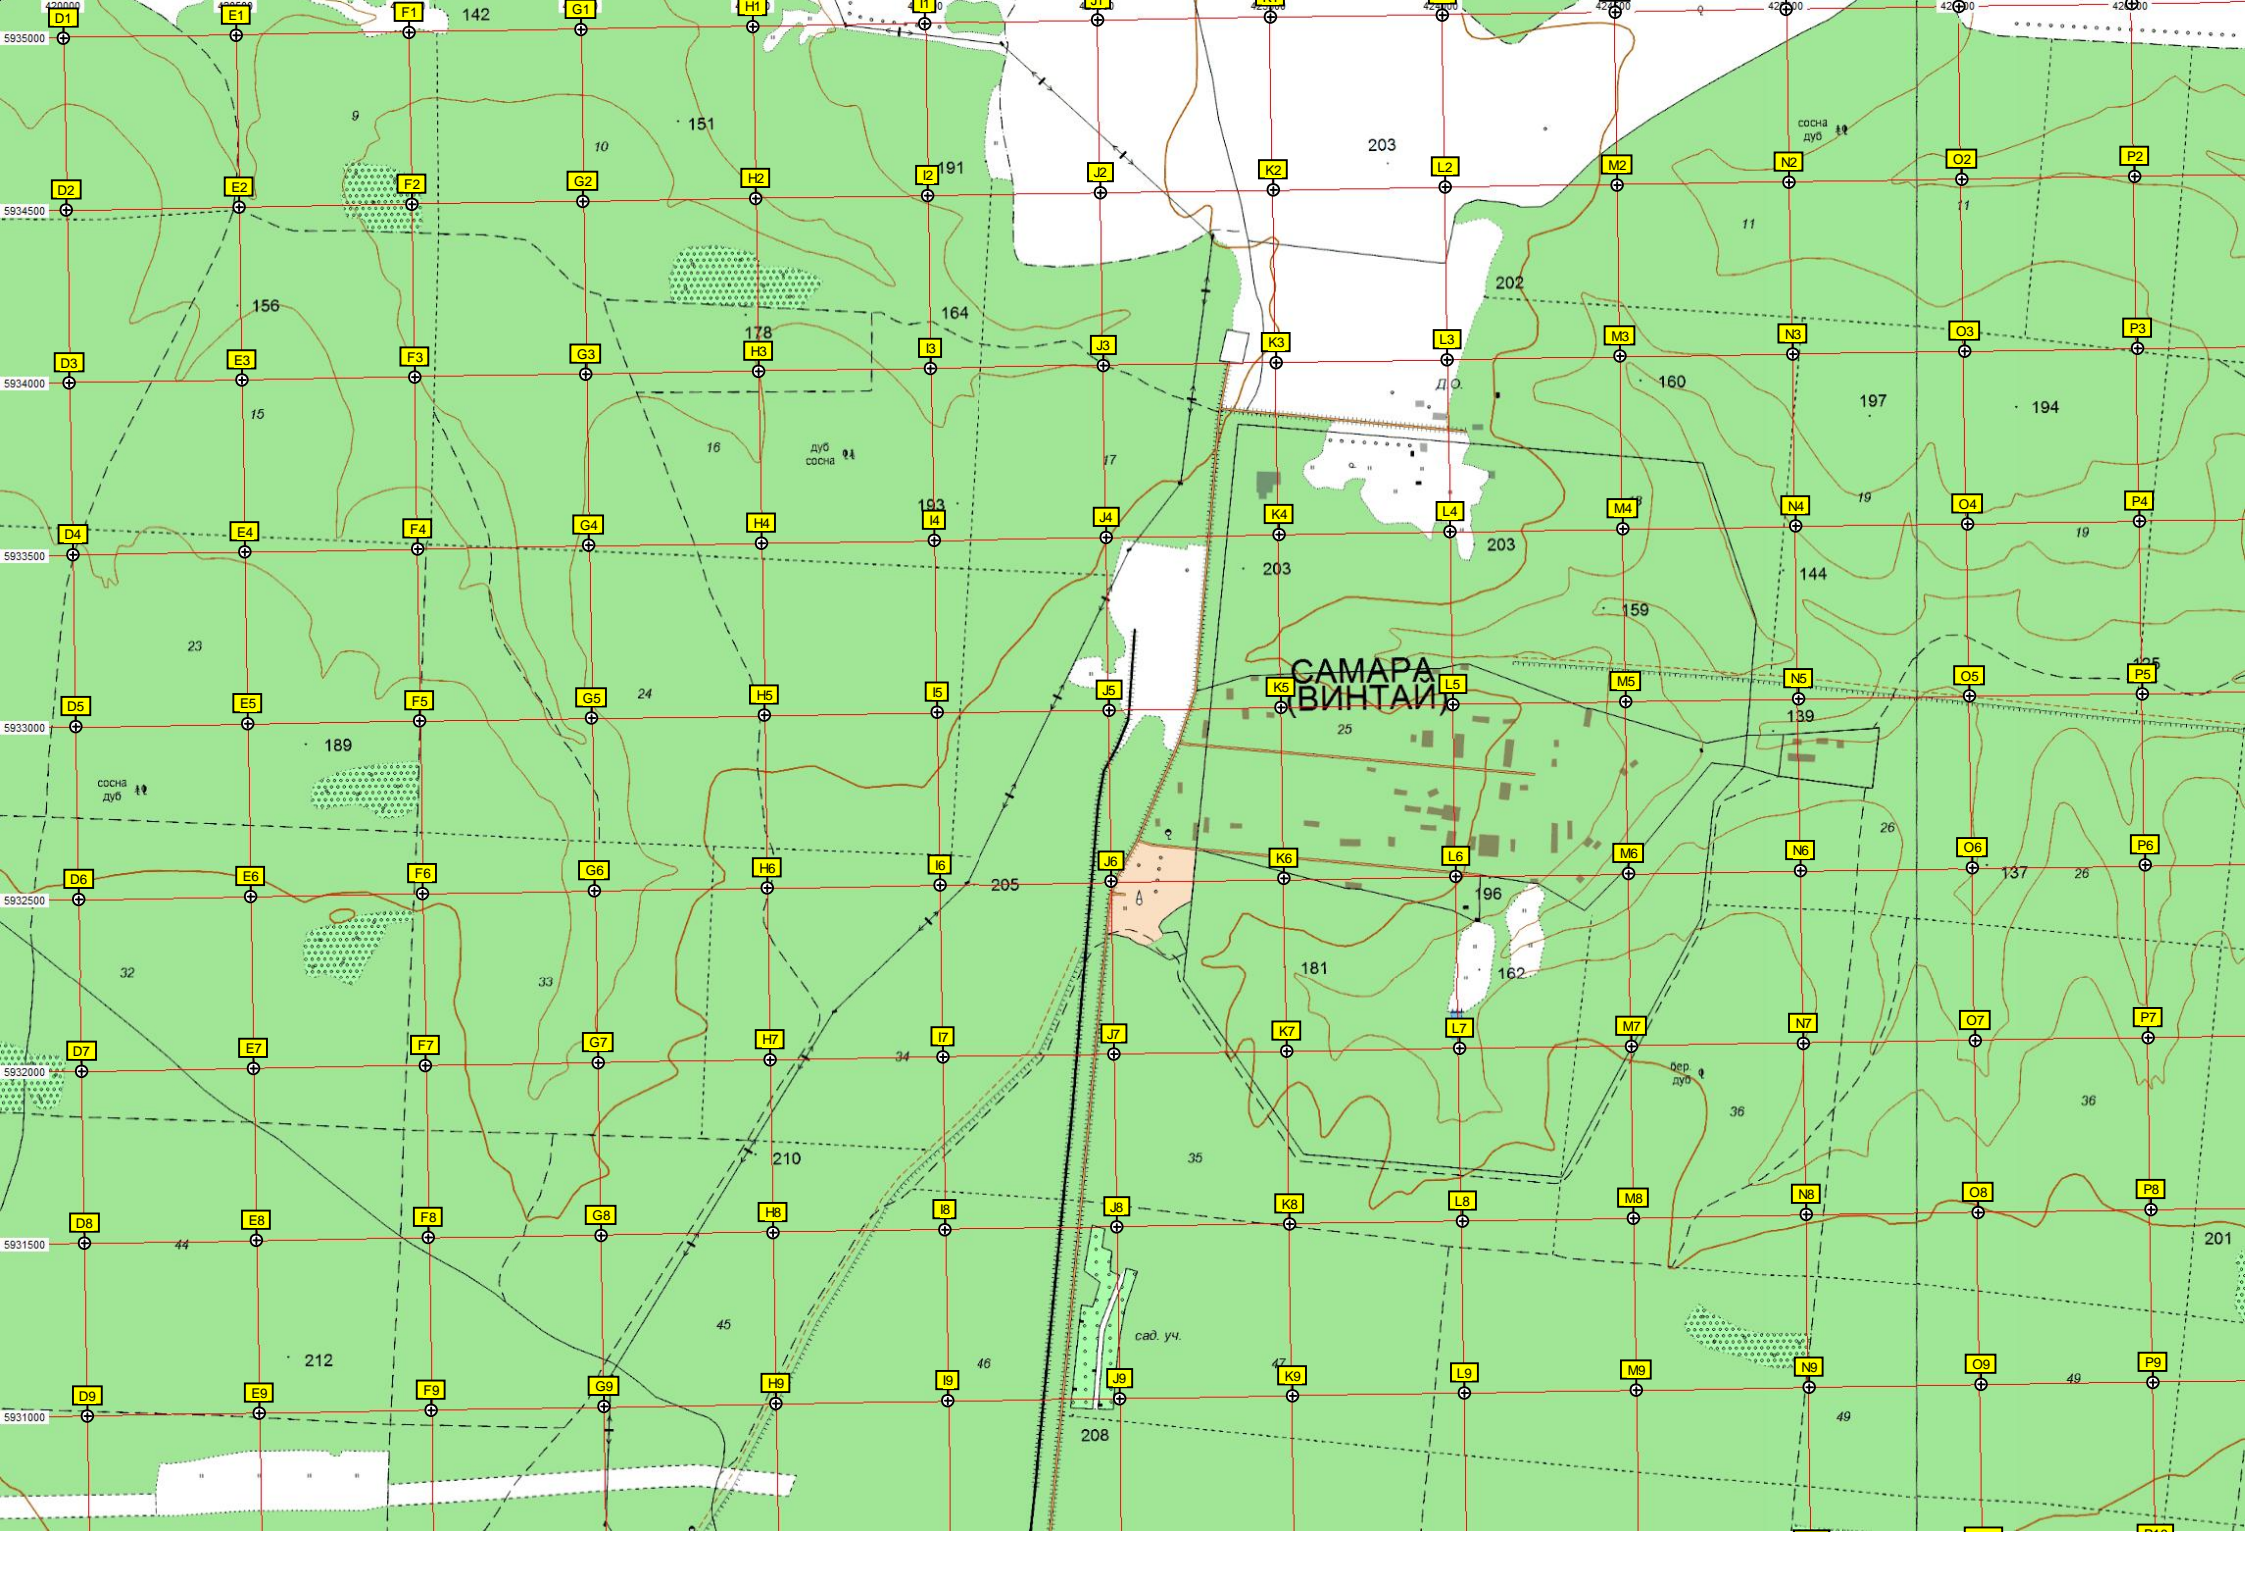 D1 E1 F1 142 G1 H1 I1 J1 K1
5935000
9 151 10 203 сосна
дуб
D2 E2 F2 G2 H2 I2 191 J2 K2 L2 M2 N2 O2 P2
5934500
11 11
202
156 178 164
D3 E3 F3 G3 H3 I3 J3 K3 L3 M3 N3 O3 P3
5934000
Д.О. 160 197 194
15 16 дуб
сосна 17
193 19
D4 E4 F4 G4 H4 I4 J4 K4 L4 M4 N4 O4 P4
5933500
203 19
203 144
159
23 24
САМАРА
(ВИНТАЙ)
D5 E5 F5 G5 H5 I5 J5 K5 L5 M5 N5 O5 P5
5933000
189 25 139
сосна
дуб
26
D6 E6 F6 G6 H6 I6 J6 K6 L6 M6 N6 O6 P6
5932500
205 196 137 26
32 33 181 162
D7 E7 F7 G7 H7 I7 J7 K7 L7 M7 N7 O7 P7
5932000
34 бер.
дуб
36 36
210 35
D8 E8 F8 G8 H8 I8 J8 K8 L8 M8 N8 O8 P8
5931500
44 201
45 сад. уч.
212 46 47
D9 E9 F9 G9 H9 I9 J9 K9 L9 M9 N9 O9 P9
5931000
49 49
208